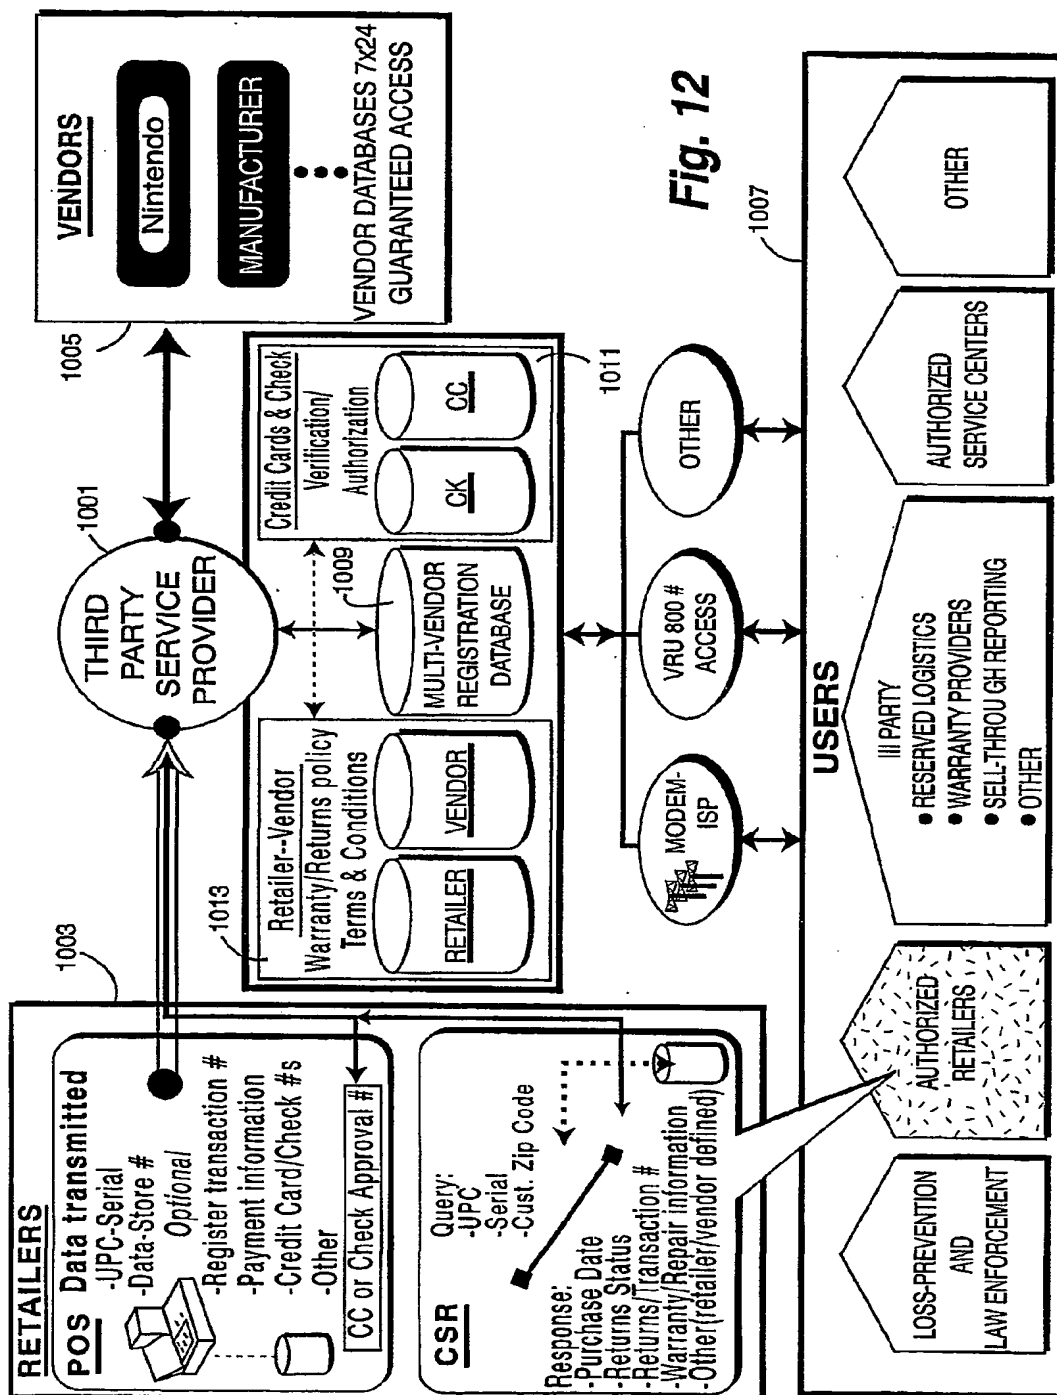 RETAILERS
POS Data transmitted
-UPC-Serial
-Data-Store #
Optional
-Register transaction #
-Payment information
-Credit Card/Check #s
-Other
CC or Check Approval #
CSR
Query:
-UPC
-Serial
-Cust. Zip Code
Response:
-Purchase Date
-Returns Status
-Returns/Transaction #
-Warranty/Repair information
-Other(retailer/vendor defined)
1003
THIRD
PARTY
SERVICE
PROVIDER
1001
1013
Retailer--Vendor
Warranty/Returns policy
Terms & Conditions
RETAILER
VENDOR
1009
MULTI-VENDOR
REGISTRATION
DATABASE
Credit Cards & Check
Verification/
Authorization
CK
CC
1011
1005
VENDORS
Nintendo
MANUFACTURER
VENDOR DATABASES 7x24
GUARANTEED ACCESS
MODEM-
ISP
VRU 800 #
ACCESS
OTHER
Fig. 12
1007
USERS
LOSS-PREVENTION
AND
LAW ENFORCEMENT
AUTHORIZED
RETAILERS
III PARTY
● RESERVED LOGISTICS
● WARRANTY PROVIDERS
● SELL-THROU GH REPORTING
● OTHER
AUTHORIZED
SERVICE CENTERS
OTHER